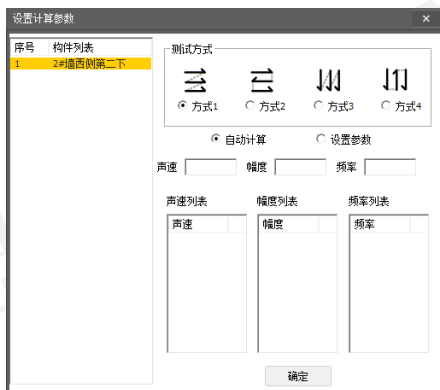 设置计算参数
序号 构件列表
1 2#墙西侧第二下
测试方式
方式1 方式2 方式3 方式4
自动计算 设置参数
声速 幅度 频率
声速列表 幅度列表 频率列表
声速 幅度 频率
确定